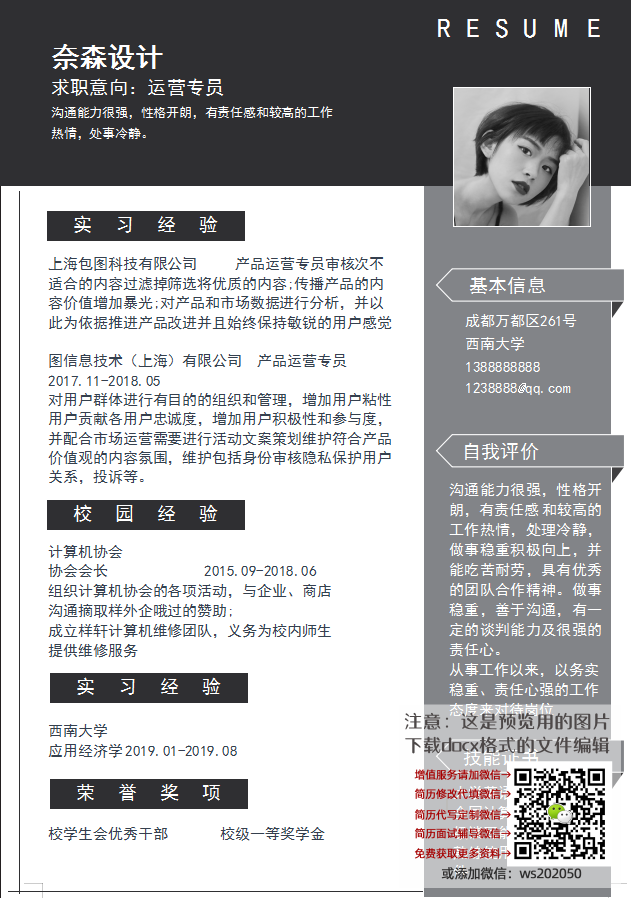 RESUME
奈森设计
求职意向：运营专员
沟通能力很强，性格开朗，有责任感和较高的工作
热情，处事冷静。
实习经验
上海包图科技有限公司 产品运营专员审核次不
适合的内容过滤掉筛选将优质的内容;传播产品的内
容价值增加暴光;对产品和市场数据进行分析，并以
此为依据推进产品改进并且始终保持敏锐的用户感觉
图信息技术（上海）有限公司 产品运营专员
2017.11-2018.05
对用户群体进行有目的的组织和管理，增加用户粘性
用户贡献各用户忠诚度，增加用户积极性和参与度，
并配合市场运营需要进行活动文案策划维护符合产品
价值观的内容氛围，维护包括身份审核隐私保护用户
关系，投诉等。
校园经验
计算机协会
协会会长 2015.09-2018.06
组织计算机协会的各项活动，与企业、商店
沟通摘取样外企哦过的赞助;
成立样轩计算机维修团队，义务为校内师生
提供维修服务
实习经验
西南大学
应用经济学2019.01-2019.08
荣誉奖项
校学生会优秀干部 校级一等奖学金
基本信息
成都万都区261号
西南大学
1388888888
1238888@qq.com
自我评价
沟通能力很强，性格开
朗，有责任感和较高的
工作热情，处理冷静，
做事稳重积极向上，并
能吃苦耐劳，具有优秀
的团队合作精神。做事
稳重，善于沟通，有一
定的谈判能力及很强的
责任心。
从事工作以来，以务实
稳重、责任心强的工作
态度来对待岗位
注意：这是预览用的图片
下载docx格式的文件编辑
技能证书
增值服务请加微信→
简历修改代填微信→
简历代写定制微信→
简历面试辅导微信→
免费获取更多资料→
或添加微信：ws202050